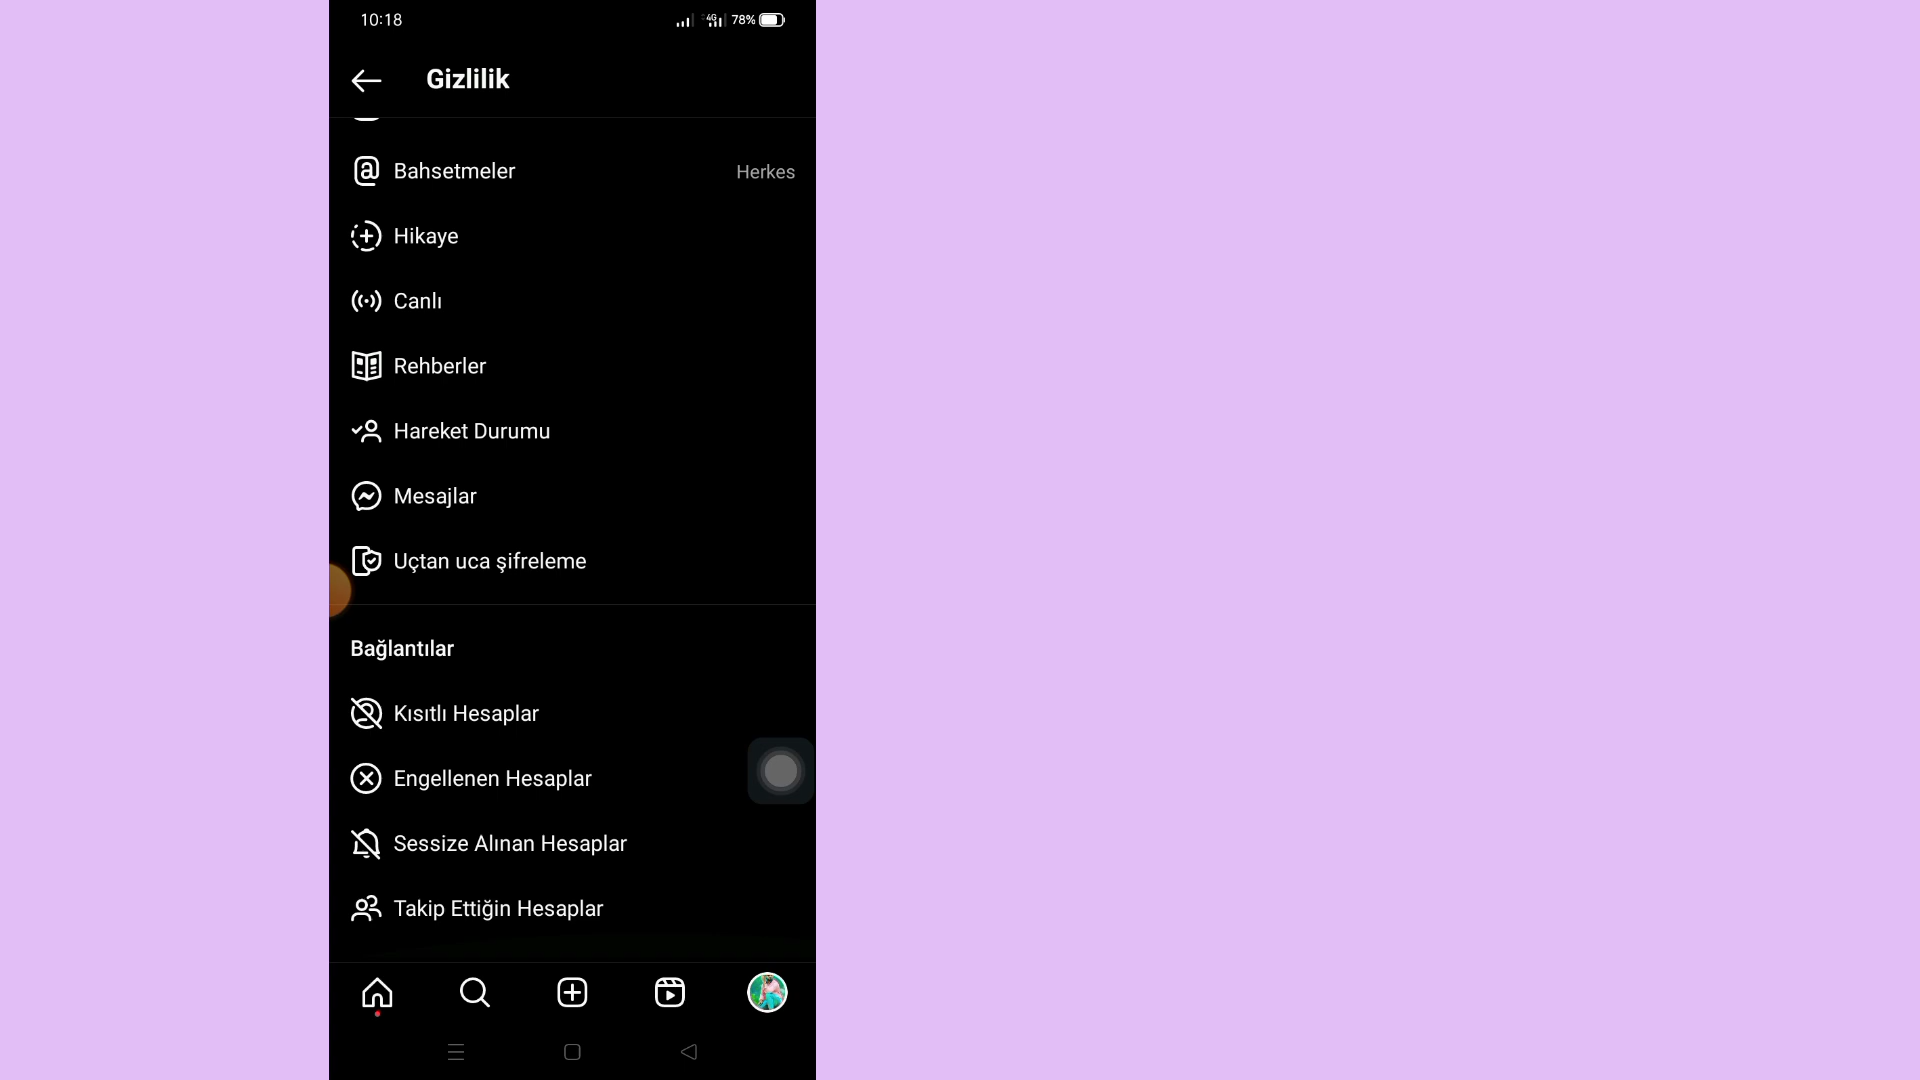 10:18
4G 78%
Gizlilik
Bahsetmeler Herkes
Hikaye
Canlı
Rehberler
Hareket Durumu
Mesajlar
Uçtan uca şifreleme
Bağlantılar
Kısıtlı Hesaplar
Engellenen Hesaplar
Sessize Alınan Hesaplar
Takip Ettiğin Hesaplar